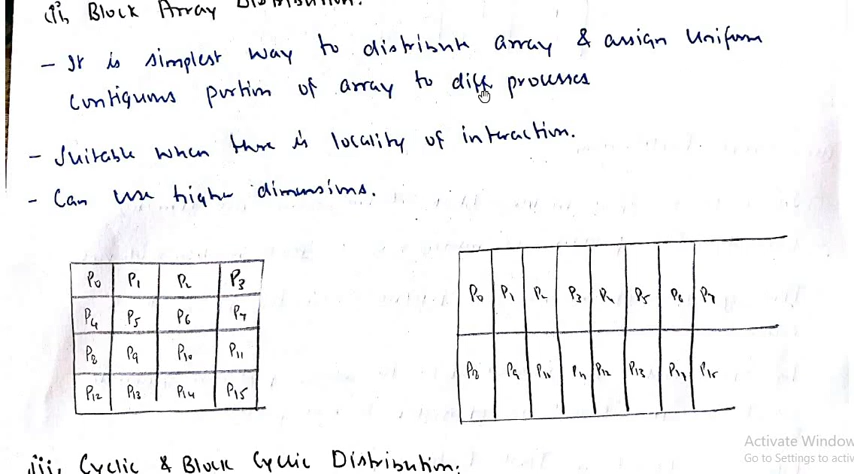 (i), Block Array Distribution:
- It is simplest way to distribute array & assign uniform
contiguous portion of array to diff processes
- Suitable when there is locality of interaction.
- Can use higher dimensions.
P0 P1 P2 P3
P4 P5 P6 P7
P8 P9 P10 P11
P12 P13 P14 P15
P0 P1 P2 P3 P4 P5 P6 P7
P8 P9 P10 P11 P12 P13 P14 P15
Activate Window
Go to Settings to activ
iii, Cyclic & Block Cyclic Distribution: